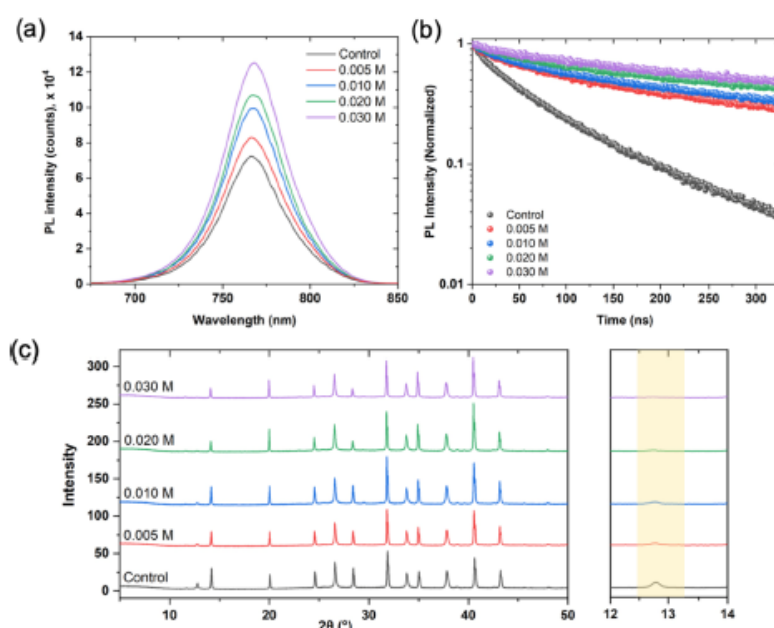 (a)
PL intensity (counts), x 10⁴
14
12
10
8
6
4
2
0
Control
0.005 M
0.010 M
0.020 M
0.030 M
700
750
800
850
Wavelength (nm)
(b)
PL Intensity (Normalized)
1
0.1
0.01
Control
0.005 M
0.010 M
0.020 M
0.030 M
0
50
100
150
200
250
300
Time (ns)
(c)
Intensity
300
250
200
150
100
50
0
0.030 M
0.020 M
0.010 M
0.005 M
Control
10
20
30
40
50
2θ (º)
12
13
14